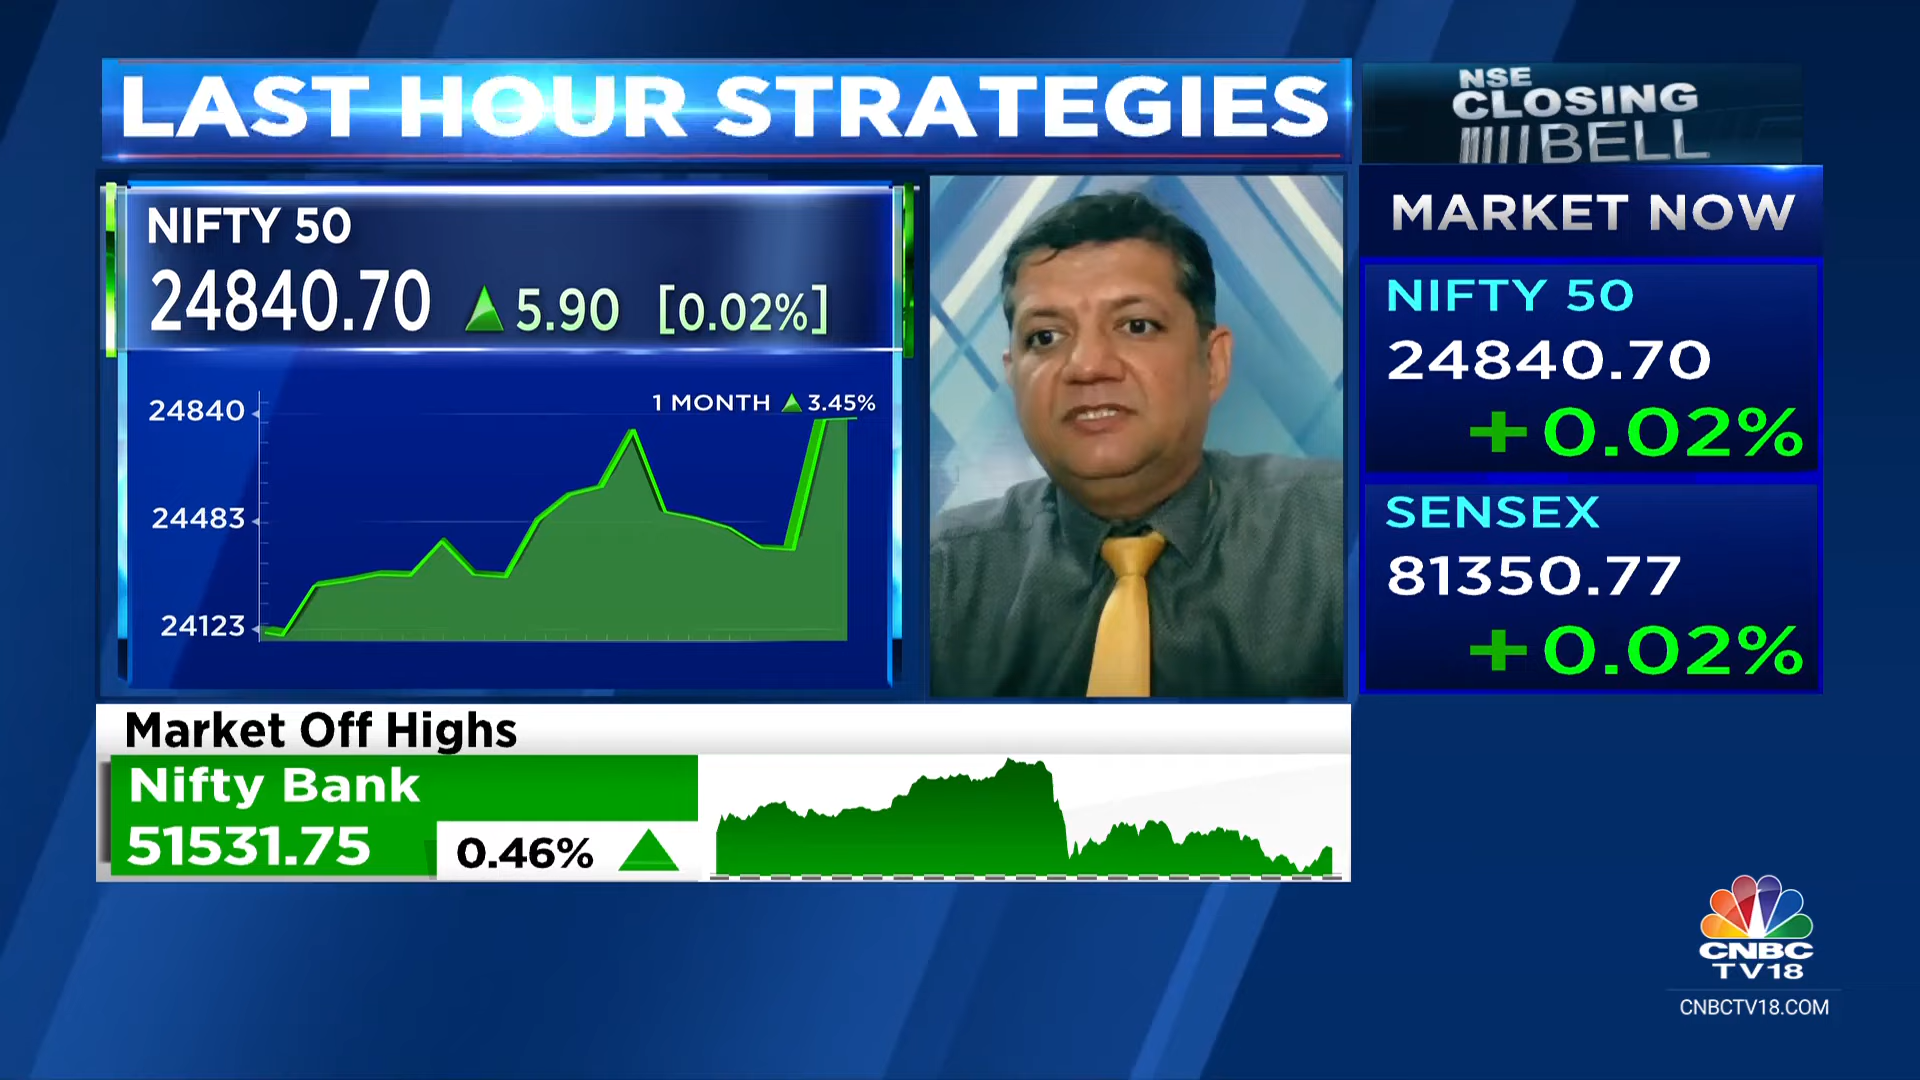 LAST HOUR STRATEGIES
NSE
CLOSING
BELL
NIFTY 50
24840.70 ▲ 5.90 [0.02%]
1 MONTH ▲ 3.45%
24840
24483
24123
MARKET NOW
NIFTY 50
24840.70
+0.02%
SENSEX
81350.77
+0.02%
Market Off Highs
Nifty Bank
51531.75
0.46% ▲
CNBC
TV18
CNBCTV18.COM